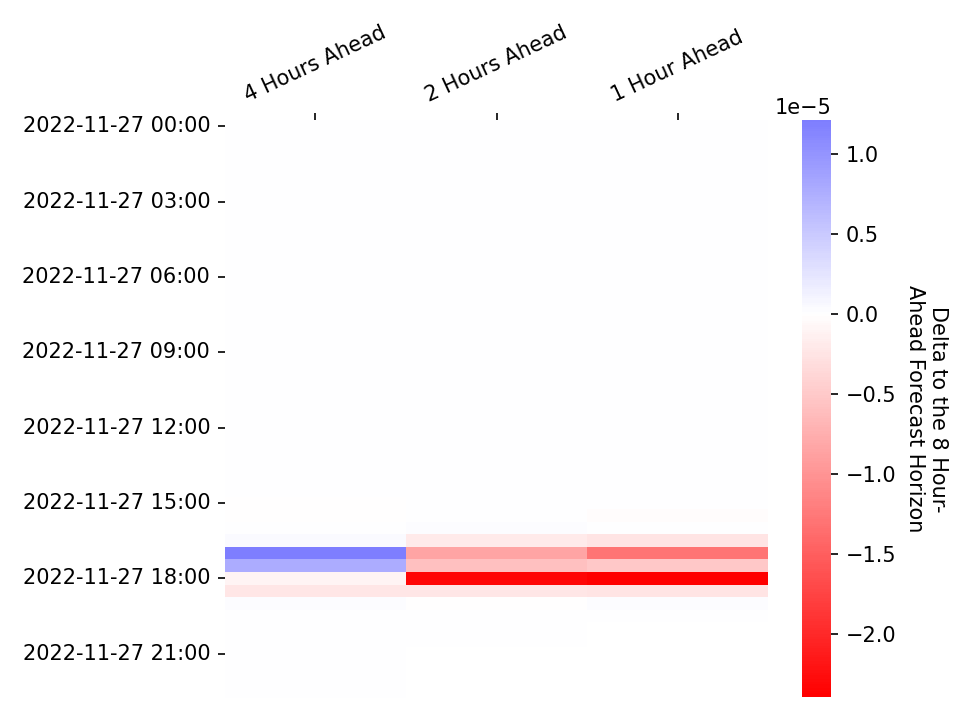 4 Hours Ahead
2 Hours Ahead
1 Hour Ahead
1e−5
2022-11-27 00:00
2022-11-27 03:00
2022-11-27 06:00
2022-11-27 09:00
2022-11-27 12:00
2022-11-27 15:00
2022-11-27 18:00
2022-11-27 21:00
1.0
0.5
0.0
−0.5
−1.0
−1.5
−2.0
Delta to the 8 Hour-
Ahead Forecast Horizon